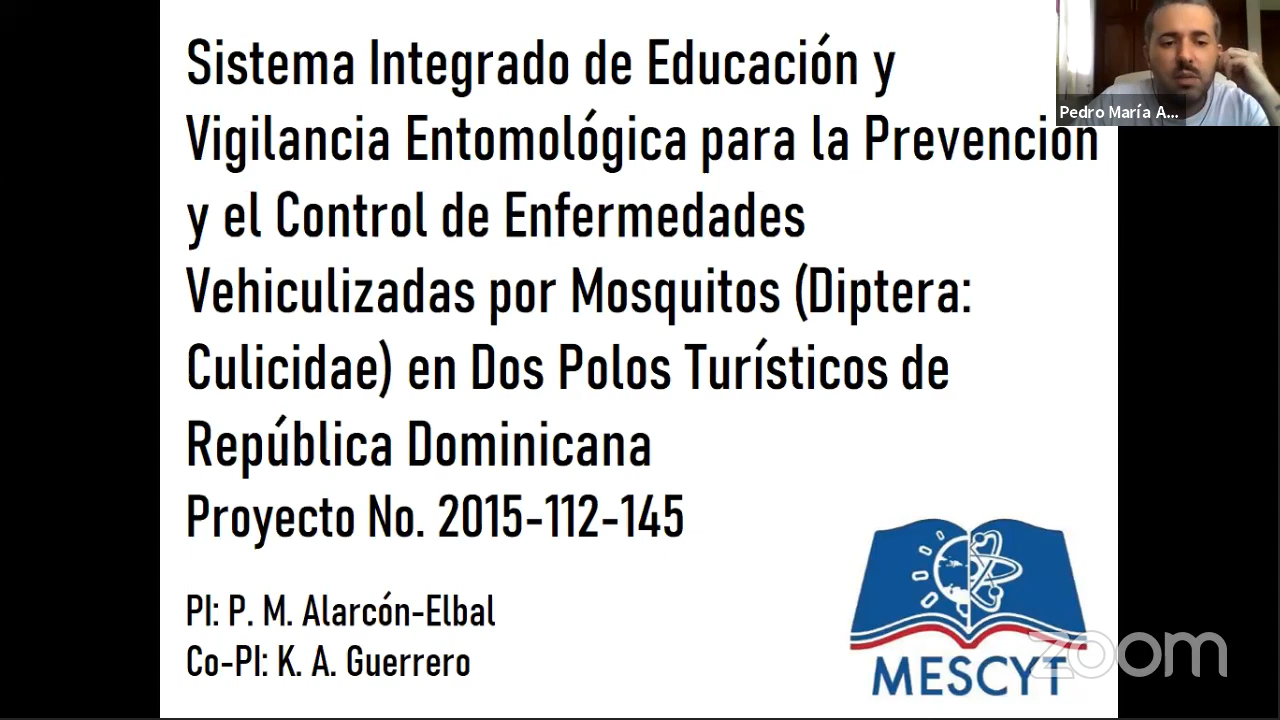 Sistema Integrado de Educación y
Vigilancia Entomológica para la Prevención
y el Control de Enfermedades
Vehiculizadas por Mosquitos (Diptera:
Culicidae) en Dos Polos Turísticos de
República Dominicana
Proyecto No. 2015-112-145
PI: P. M. Alarcón-Elbal
Co-PI: K. A. Guerrero
MESCYT
zoom
Pedro María A...